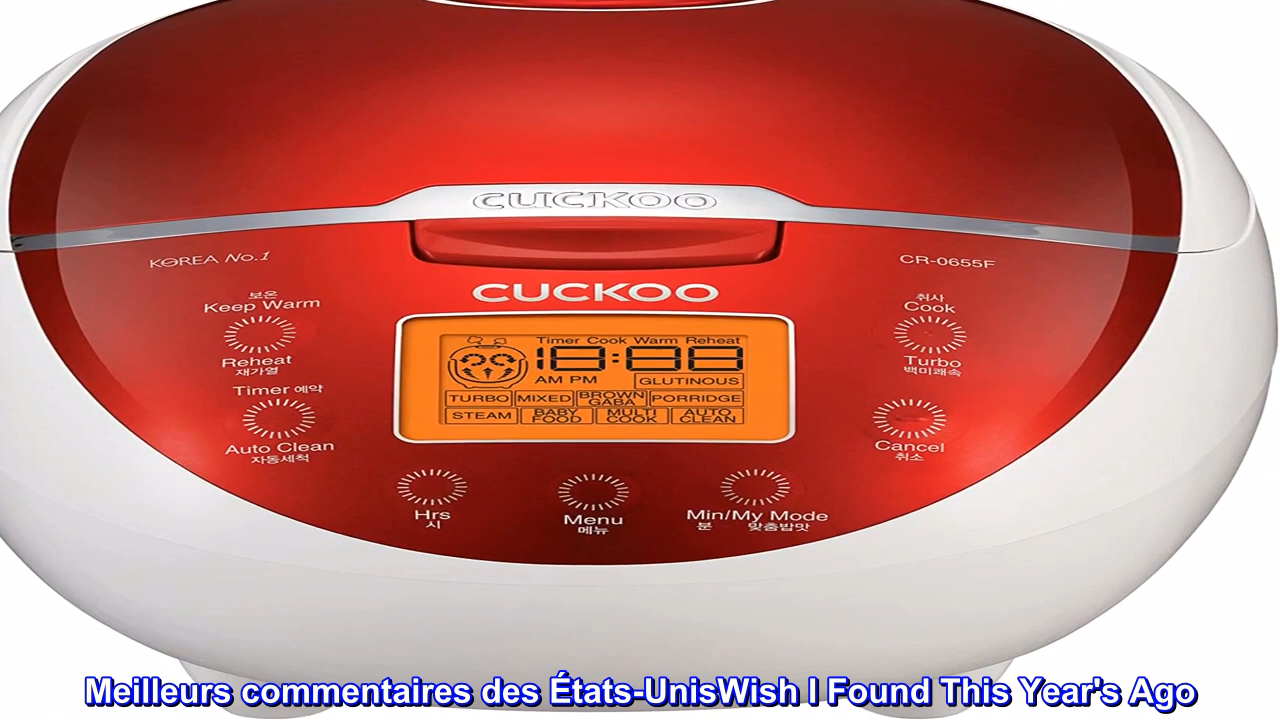 CUCKOO
KOREA No.1
CR-0655F
CUCKOO
보온
Keep Warm
Reheat
재가열
Timer 예약
Auto Clean
자동세척
Timer Cook Warm Reheat
18:88
AM PM
GLUTINOUS
TURBO MIXED BROWN GABA PORRIDGE
STEAM BABY FOOD MULTI COOK AUTO CLEAN
취사
Cook
Turbo
백미쾌속
Cancel
취소
Hrs
시
Menu
메뉴
Min/My Mode
분 맞춤밥맛
Meilleurs commentaires des États-UnisWish I Found This Year's Ago